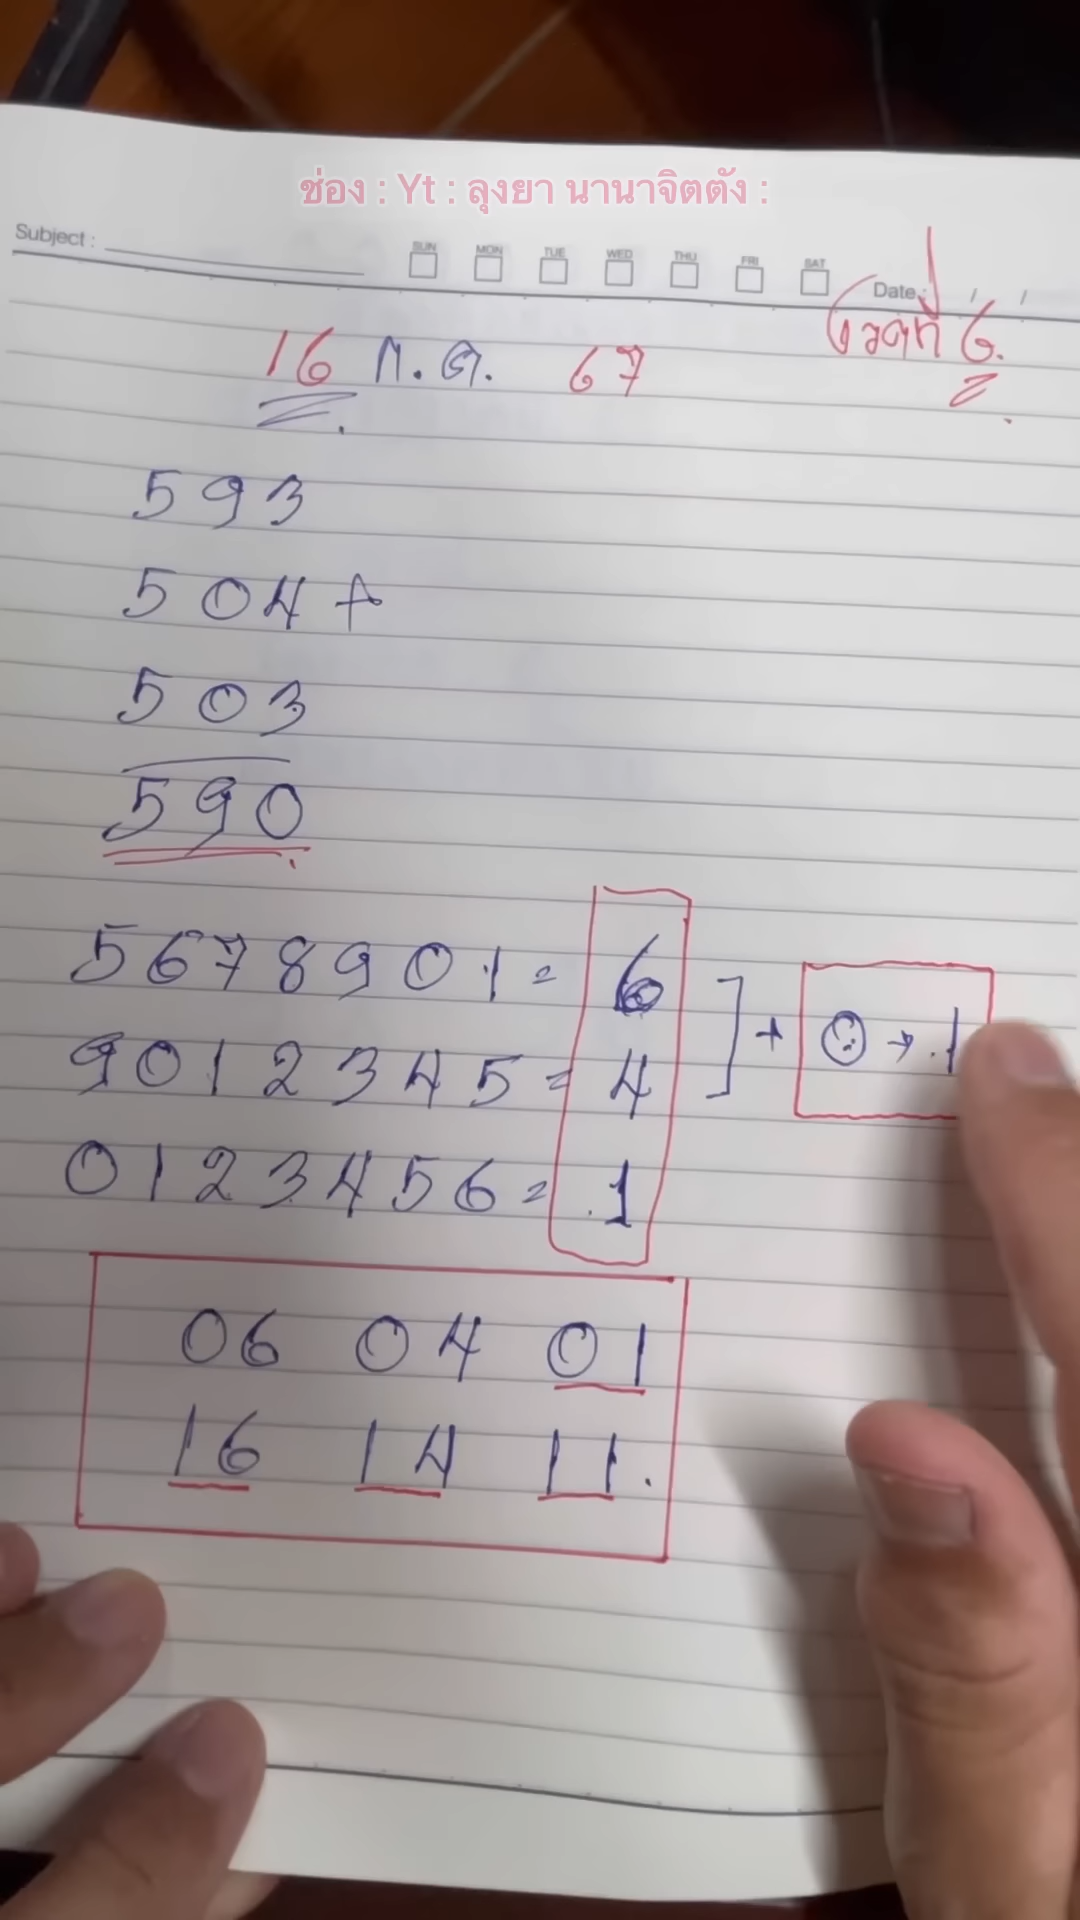 ช่อง : Yt : ลุงยา นานาจิตตัง :
Subject :
SUN MON TUE WED THU FRI SAT
Date : / /
งวดที่ 6.
16 ก.ค. 67
593
504 +
503
590
5678901 = 6
9012345 = 4
] + 0 → 1
0123456 = 1
06 04 01
16 14 11.